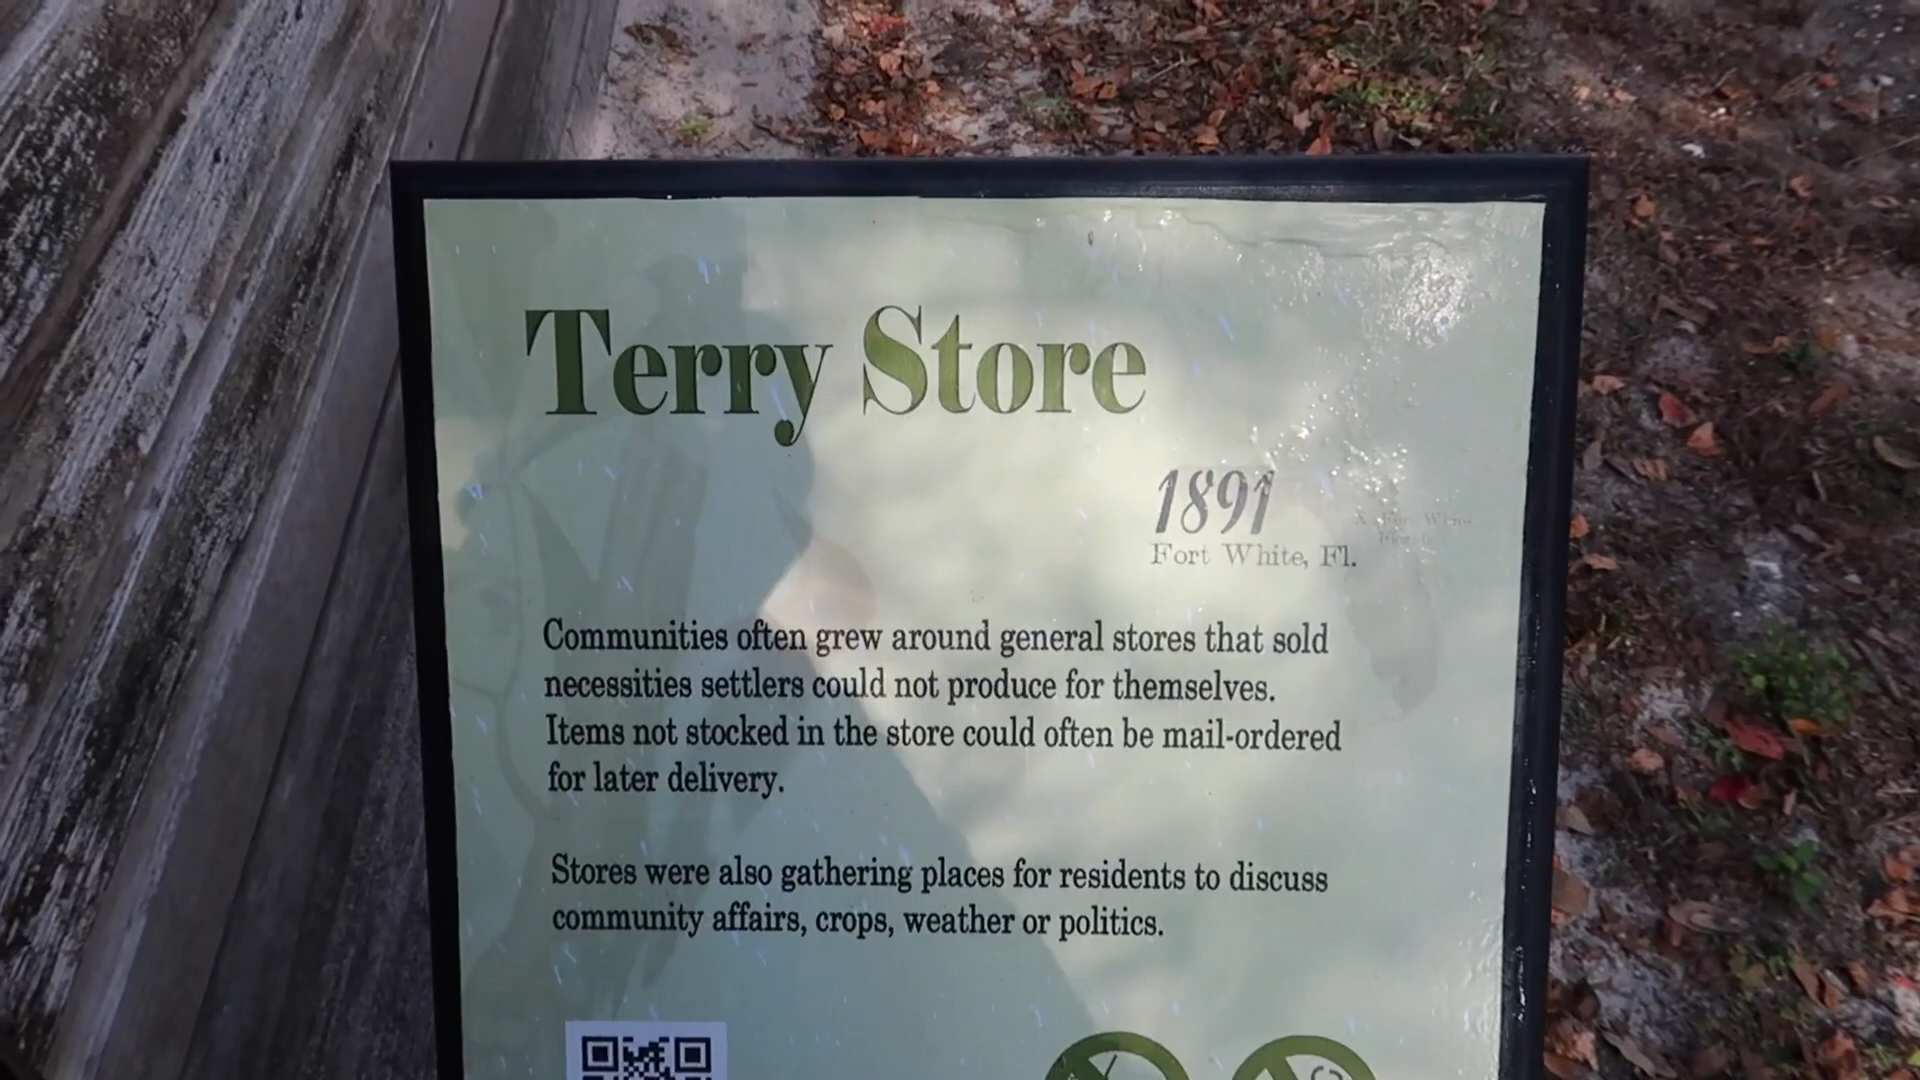 Terry Store
1891
Fort White, Fl.
Communities often grew around general stores that sold
necessities settlers could not produce for themselves.
Items not stocked in the store could often be mail-ordered
for later delivery.
Stores were also gathering places for residents to discuss
community affairs, crops, weather or politics.